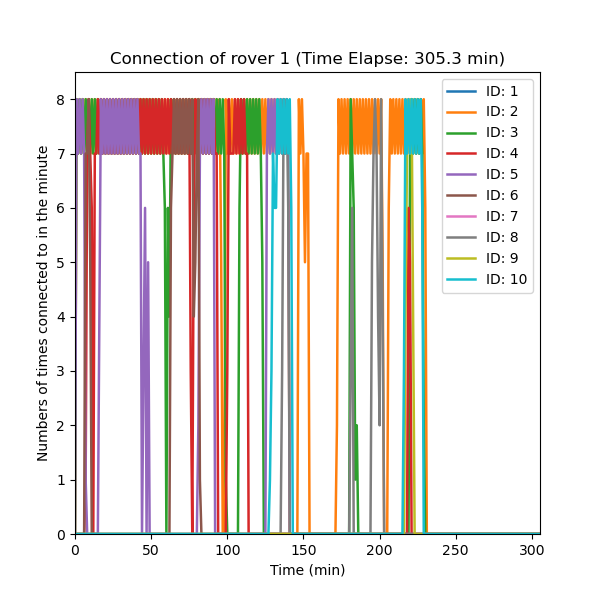 Connection of rover 1 (Time Elapse: 305.3 min)
Numbers of times connected to in the minute
8
7
6
5
4
3
2
1
0
0 50 100 150 200 250 300
Time (min)
ID: 1
ID: 2
ID: 3
ID: 4
ID: 5
ID: 6
ID: 7
ID: 8
ID: 9
ID: 10